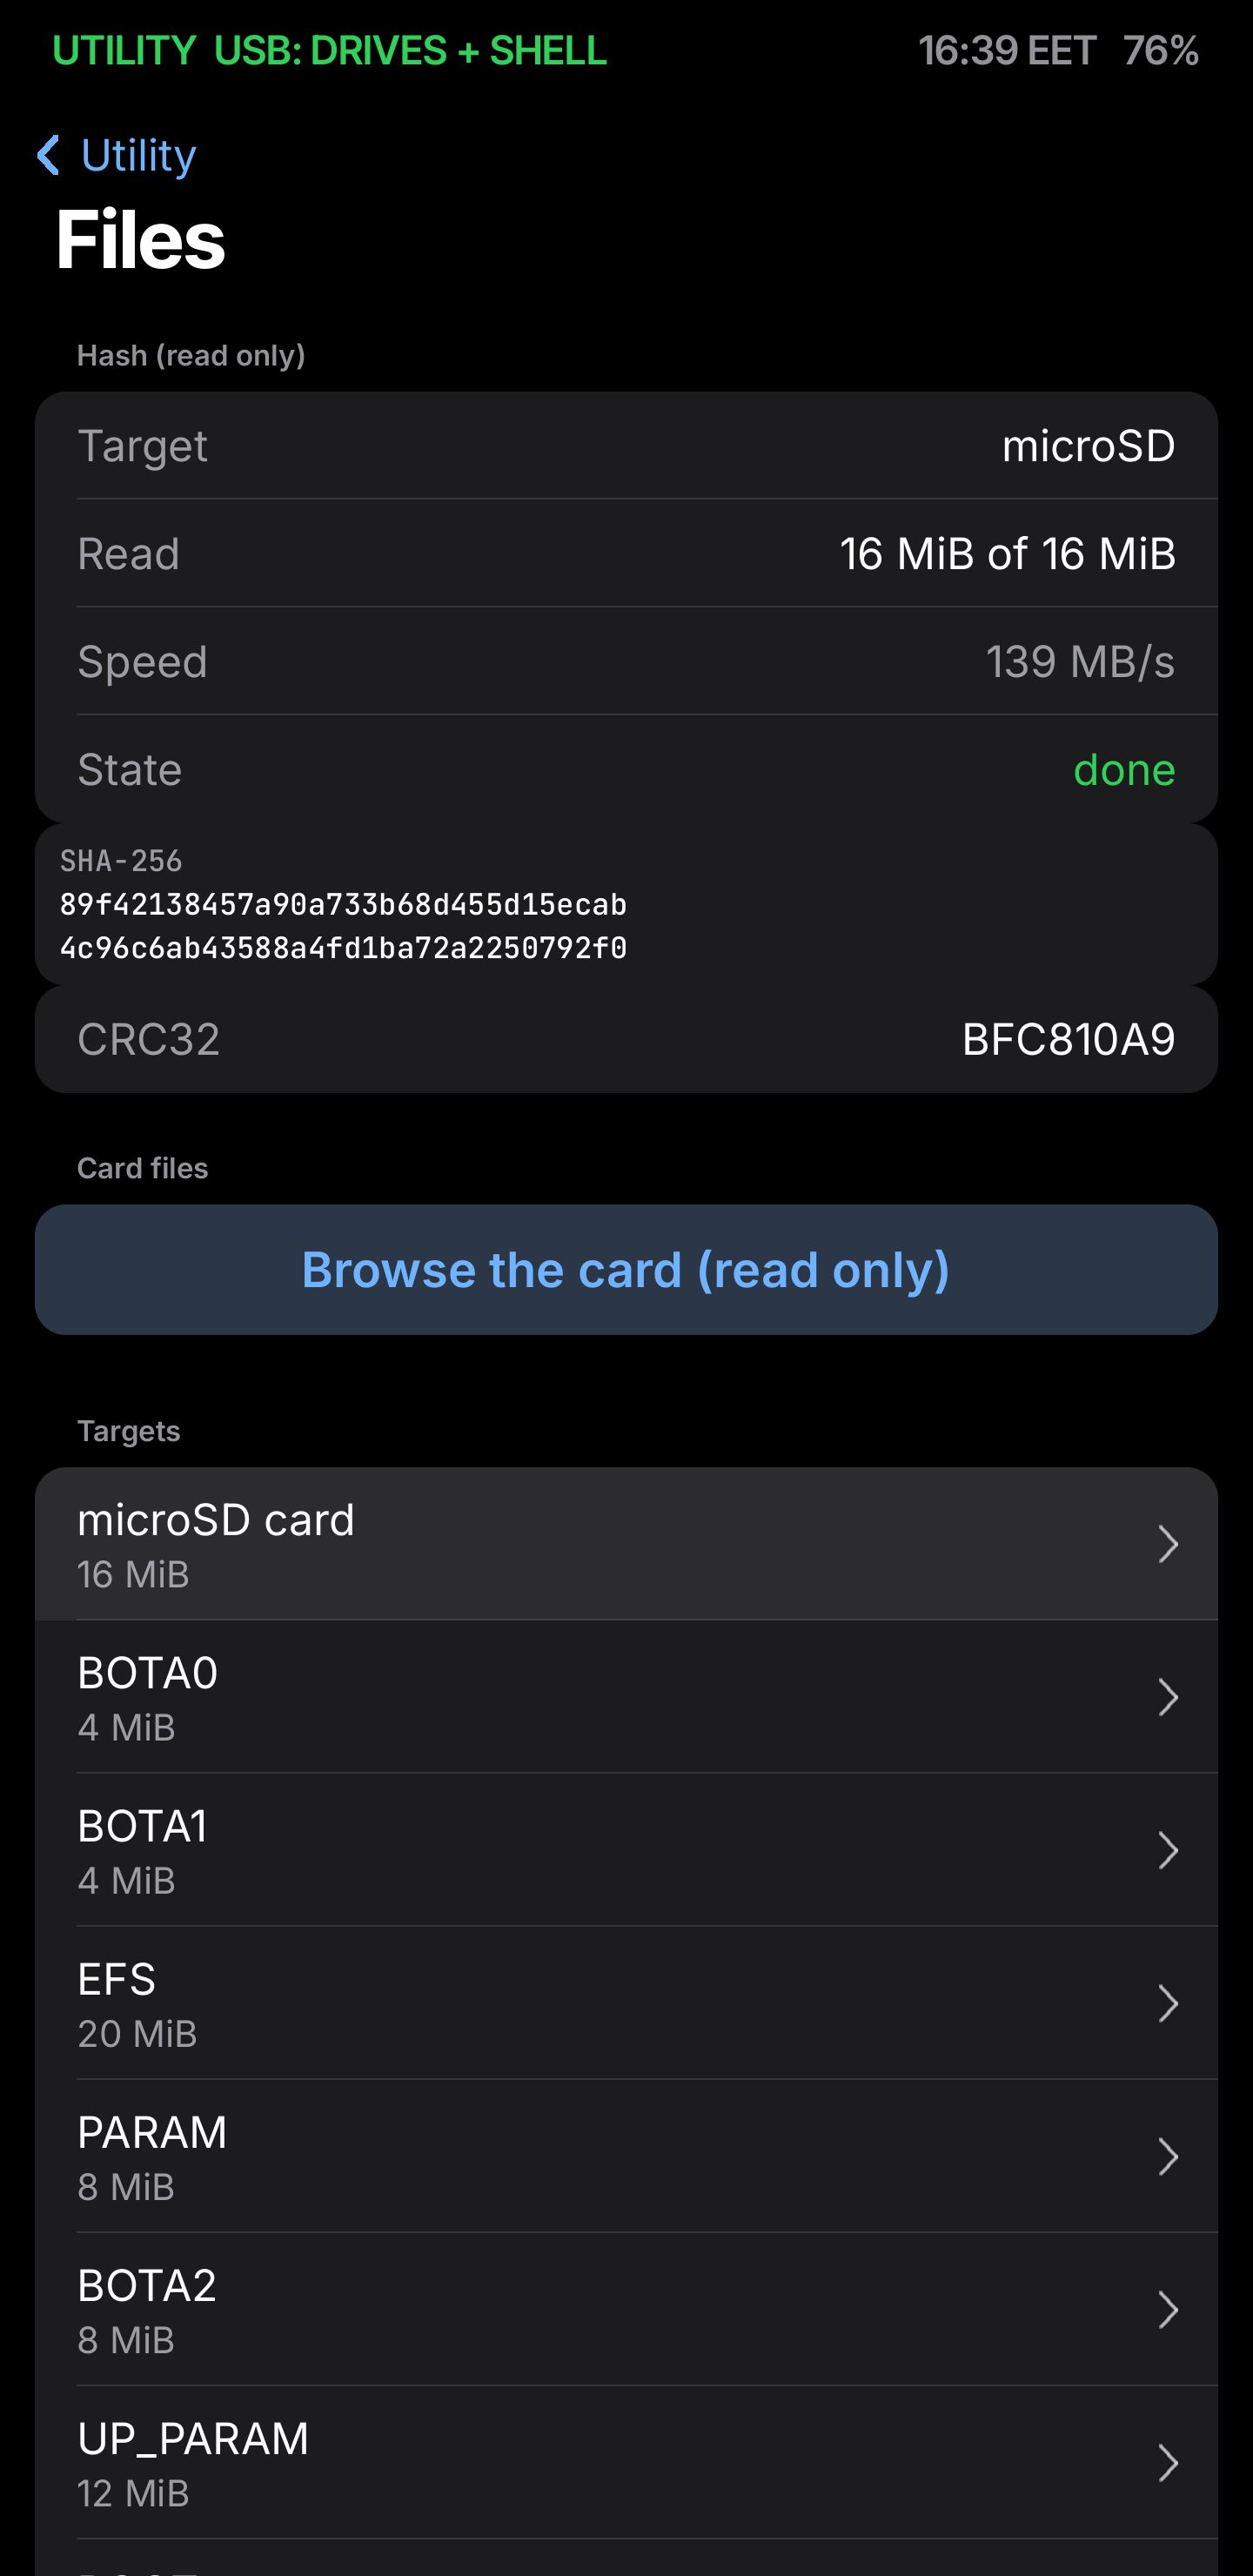 UTILITY USB: DRIVES + SHELL 16:39 EET 76%
Utility
Files
Hash (read only)
Target microSD
Read 16 MiB of 16 MiB
Speed 139 MB/s
State done
SHA-256
89f42138457a90a733b68d455d15ecab
4c96c6ab43588a4fd1ba72a2250792f0
CRC32 BFC810A9
Card files
Browse the card (read only)
Targets
microSD card
16 MiB
BOTA0
4 MiB
BOTA1
4 MiB
EFS
20 MiB
PARAM
8 MiB
BOTA2
8 MiB
UP_PARAM
12 MiB